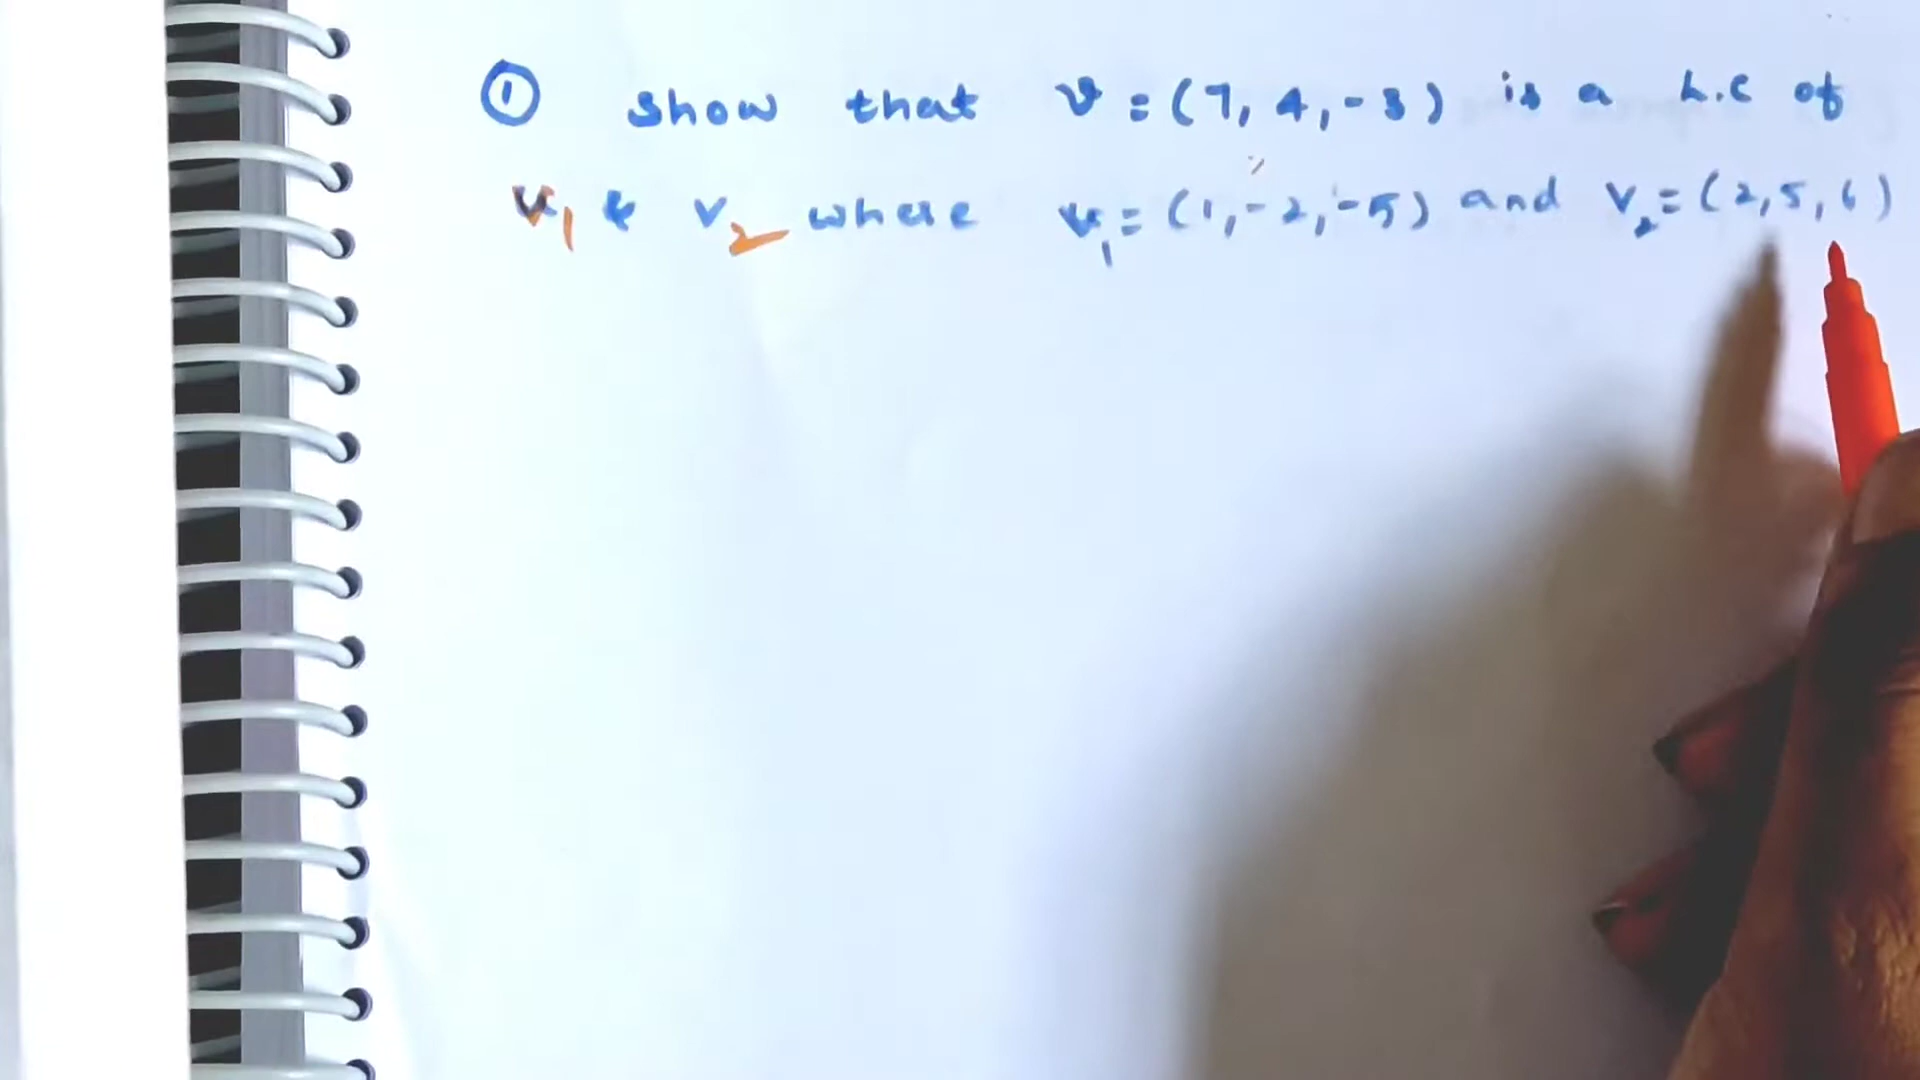 ① Show that v = (7, 4, -3) is a L.C of
v₁ & v₂ where v₁ = (1, -2, -5) and v₂ = (2, 5, 6)